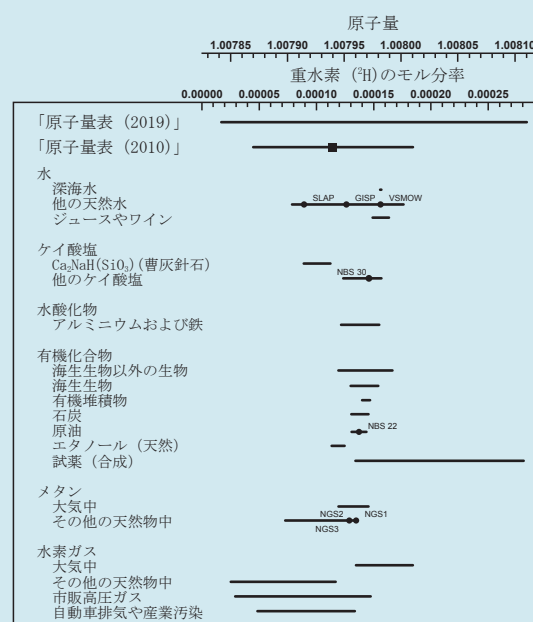 原子量
1.00785 1.00790 1.00795 1.00800 1.00805 1.00810
重水素 (²H)のモル分率
0.00000 0.00005 0.00010 0.00015 0.00020 0.00025
「原子量表 (2019)」
「原子量表 (2010)」
水
深海水
他の天然水 SLAP GISP VSMOW
ジュースやワイン
ケイ酸塩
Ca₂NaH(SiO₃)(曹灰針石)
他のケイ酸塩 NBS 30
水酸化物
アルミニウムおよび鉄
有機化合物
海生生物以外の生物
海生生物
有機堆積物
石炭
原油 NBS 22
エタノール (天然)
試薬 (合成)
メタン
大気中
その他の天然物中 NGS2 NGS1
NGS3
水素ガス
大気中
その他の天然物中
市販高圧ガス
自動車排気や産業汚染